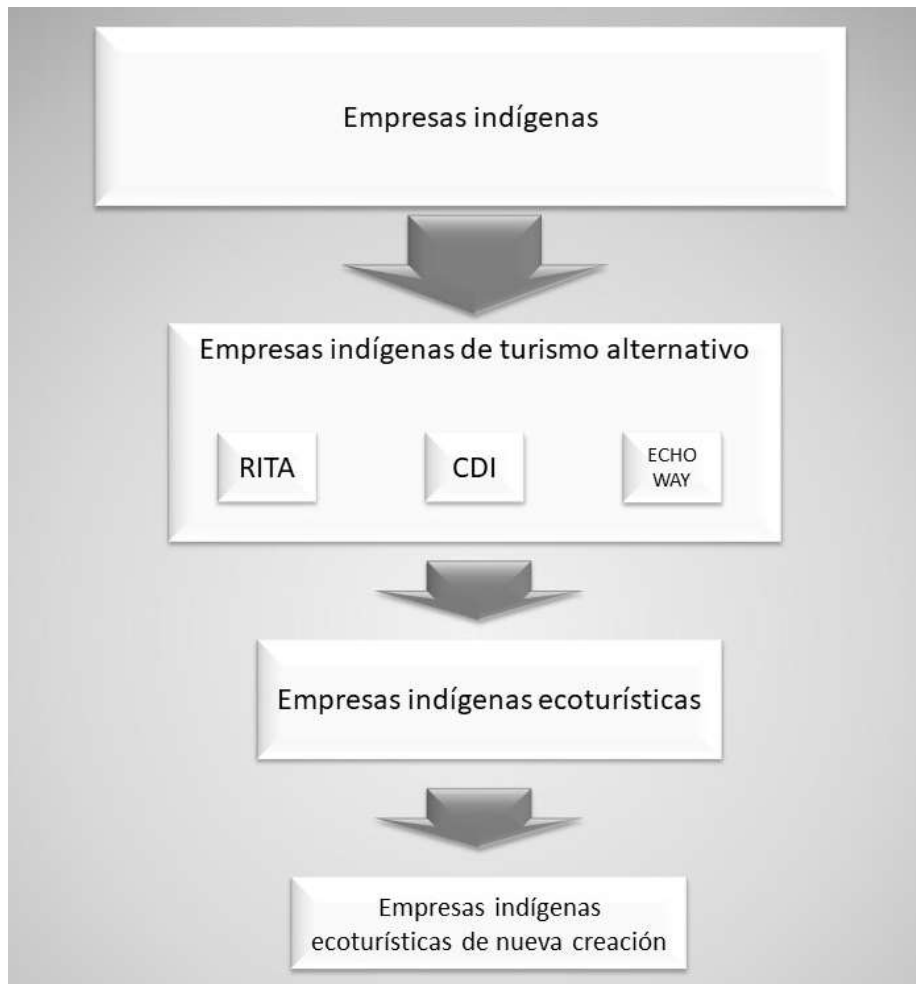 Empresas indígenas
Empresas indígenas de turismo alternativo
RITA
CDI
ECHO
WAY
Empresas indígenas ecoturísticas
Empresas indígenas
ecoturísticas de nueva creación